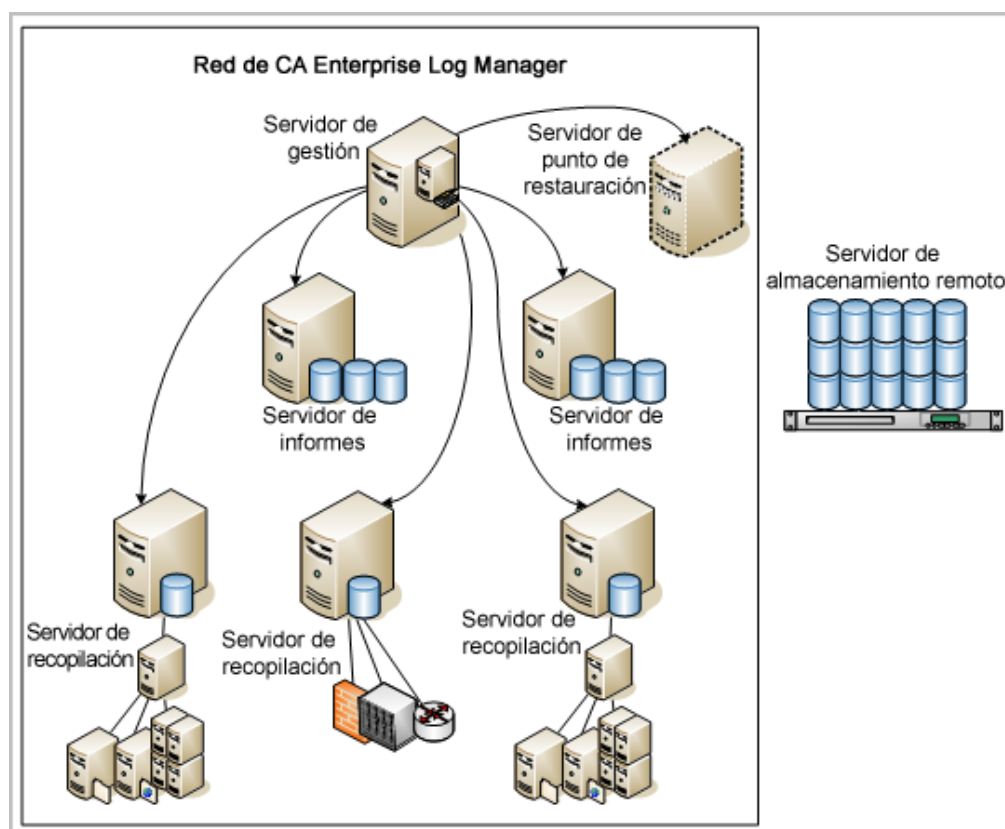 Red de CA Enterprise Log Manager
Servidor de
gestión
Servidor de
punto de
restauración
Servidor de
almacenamiento remoto
Servidor de
informes
Servidor de
informes
Servidor de
recopilación
Servidor de
recopilación
Servidor de
recopilación